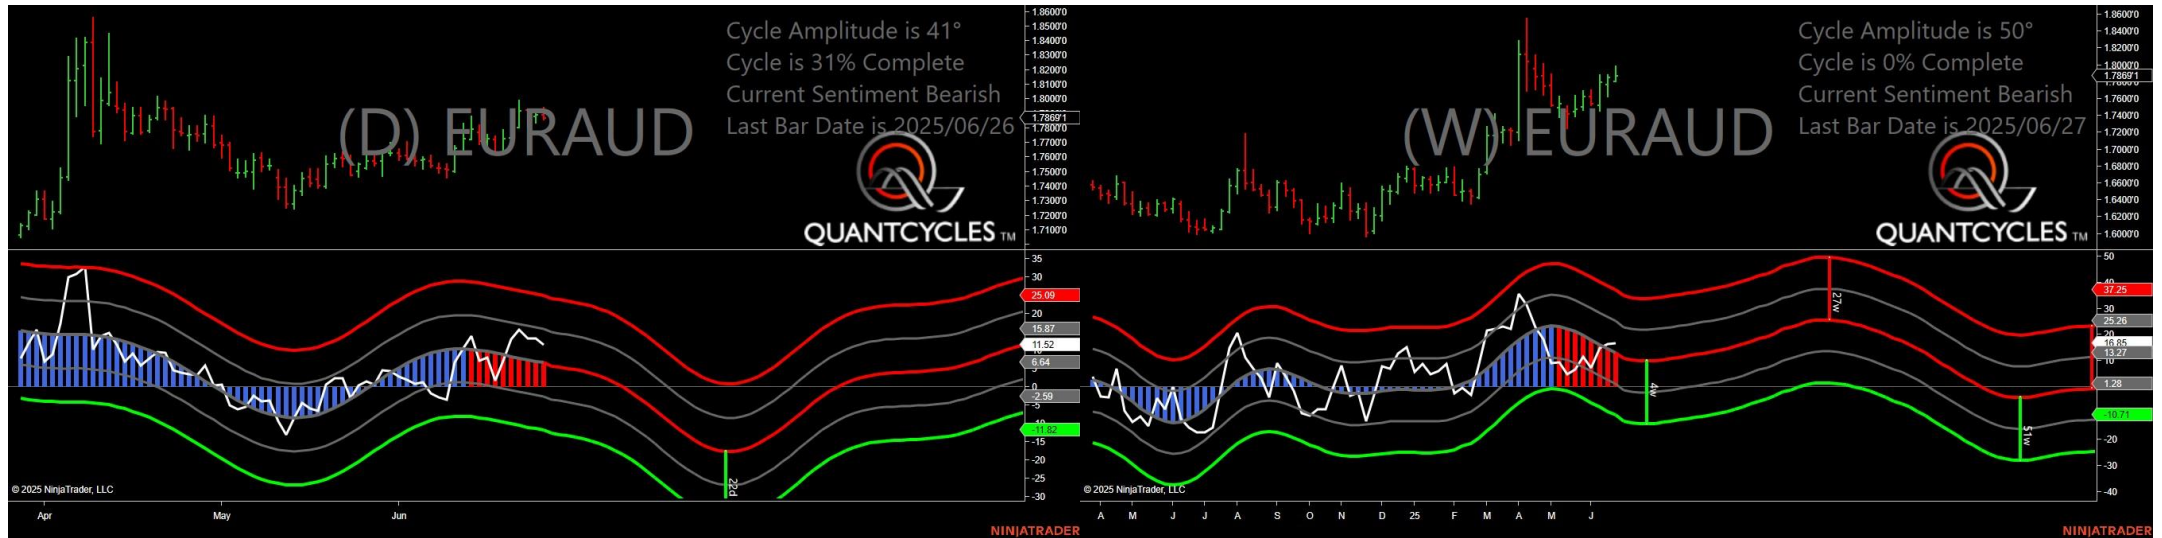 Cycle Amplitude is 41°
Cycle is 31% Complete
Current Sentiment Bearish
Last Bar Date is 2025/06/26
(D) EURAUD
QUANTCYCLES TM
1.8600'0
1.8500'0
1.8400'0
1.8300'0
1.8200'0
1.8100'0
1.8000'0
1.7869'1
1.7800'0
1.7700'0
1.7600'0
1.7500'0
1.7400'0
1.7300'0
1.7200'0
1.7100'0
35
30
25.09
20
15.87
11.52
6.64
0
-2.59
-11.82
-15
-20
-25
-30
22d
© 2025 NinjaTrader, LLC
Apr May Jun
NINJATRADER
Cycle Amplitude is 50°
Cycle is 0% Complete
Current Sentiment Bearish
Last Bar Date is 2025/06/27
(W) EURAUD
QUANTCYCLES TM
1.8600'0
1.8400'0
1.8200'0
1.8000'0
1.7869'1
1.7600'0
1.7400'0
1.7200'0
1.7000'0
1.6800'0
1.6600'0
1.6400'0
1.6200'0
1.6000'0
50
37.25
30
25.26
20
16.85
13.27
1.28
-10.71
-20
-30
-40
27w
4w
51w
© 2025 NinjaTrader, LLC
A M J J A S O N D 25 F M A M J
NINJATRADER